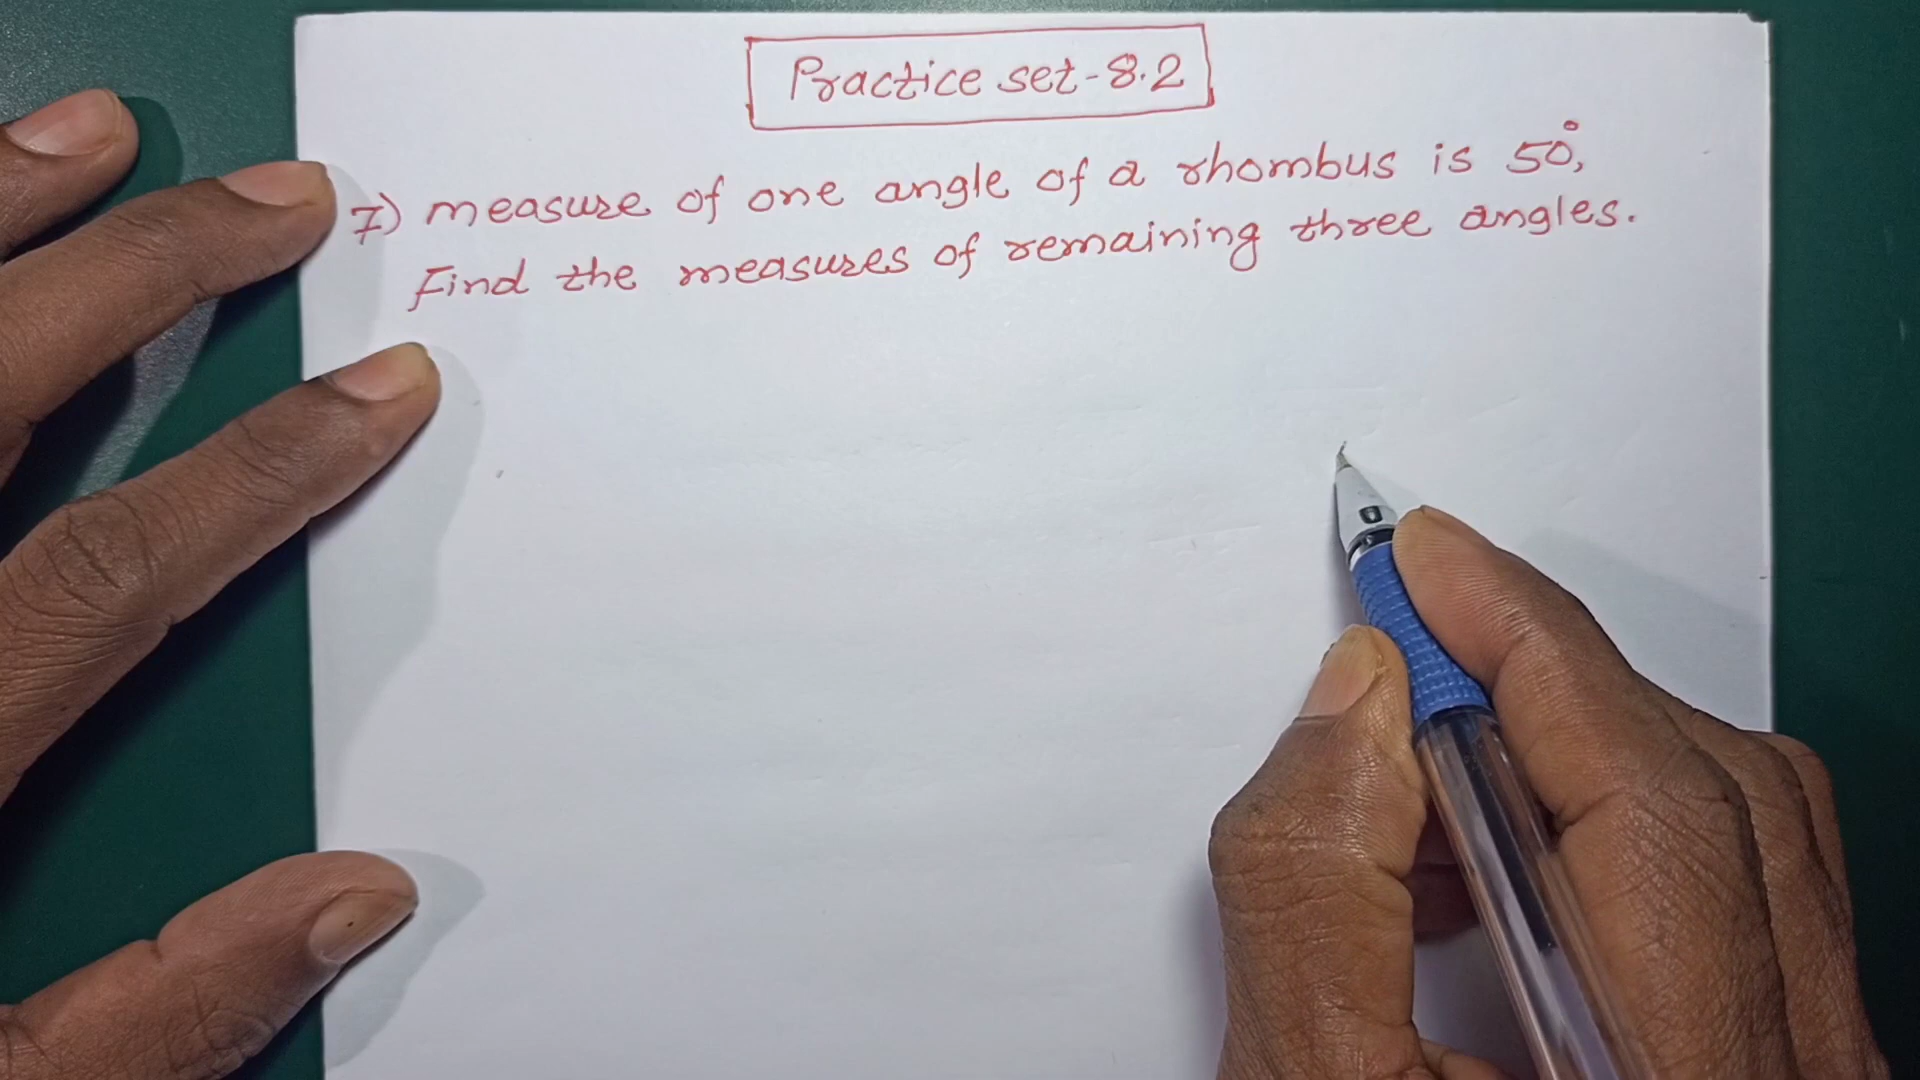 Practice set-8.2
7) measure of one angle of a rhombus is 50°,
Find the measures of remaining three angles.